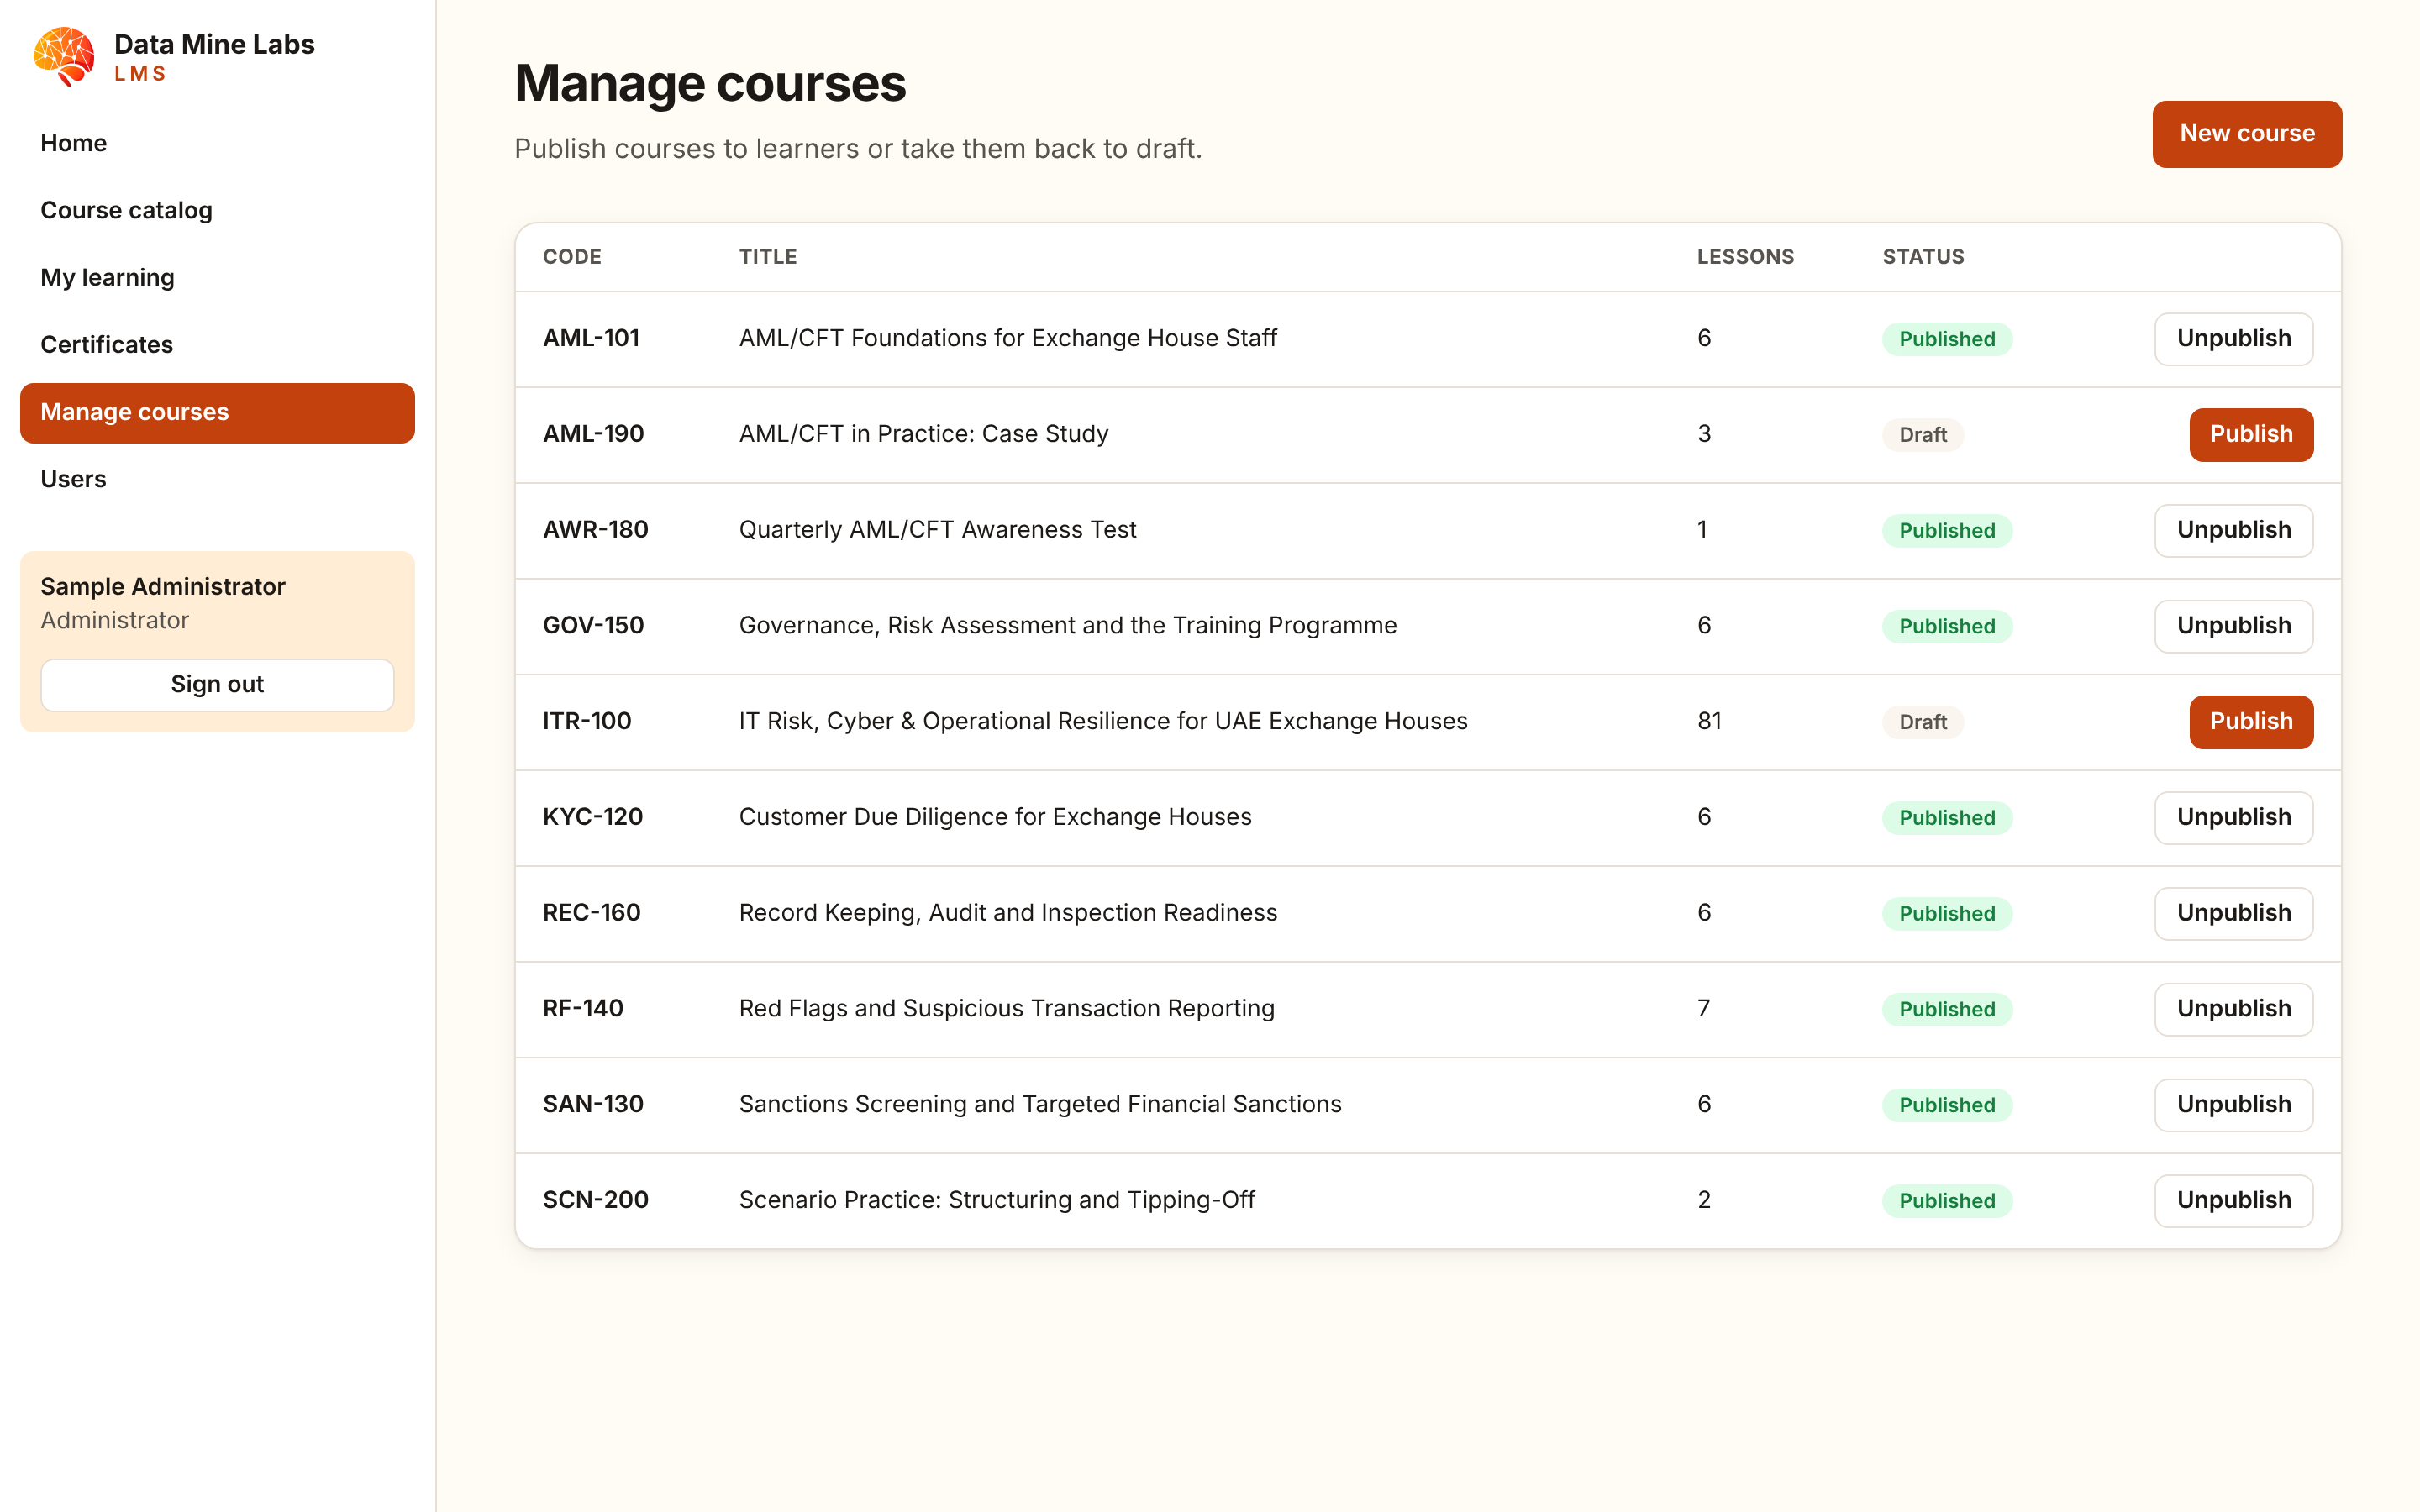 Data Mine Labs
LMS
Home
Course catalog
My learning
Certificates
Manage courses
Users
Sample Administrator
Administrator
Sign out
Manage courses
Publish courses to learners or take them back to draft.
New course
CODE TITLE LESSONS STATUS
AML-101 AML/CFT Foundations for Exchange House Staff 6 Published Unpublish
AML-190 AML/CFT in Practice: Case Study 3 Draft Publish
AWR-180 Quarterly AML/CFT Awareness Test 1 Published Unpublish
GOV-150 Governance, Risk Assessment and the Training Programme 6 Published Unpublish
ITR-100 IT Risk, Cyber & Operational Resilience for UAE Exchange Houses 81 Draft Publish
KYC-120 Customer Due Diligence for Exchange Houses 6 Published Unpublish
REC-160 Record Keeping, Audit and Inspection Readiness 6 Published Unpublish
RF-140 Red Flags and Suspicious Transaction Reporting 7 Published Unpublish
SAN-130 Sanctions Screening and Targeted Financial Sanctions 6 Published Unpublish
SCN-200 Scenario Practice: Structuring and Tipping-Off 2 Published Unpublish